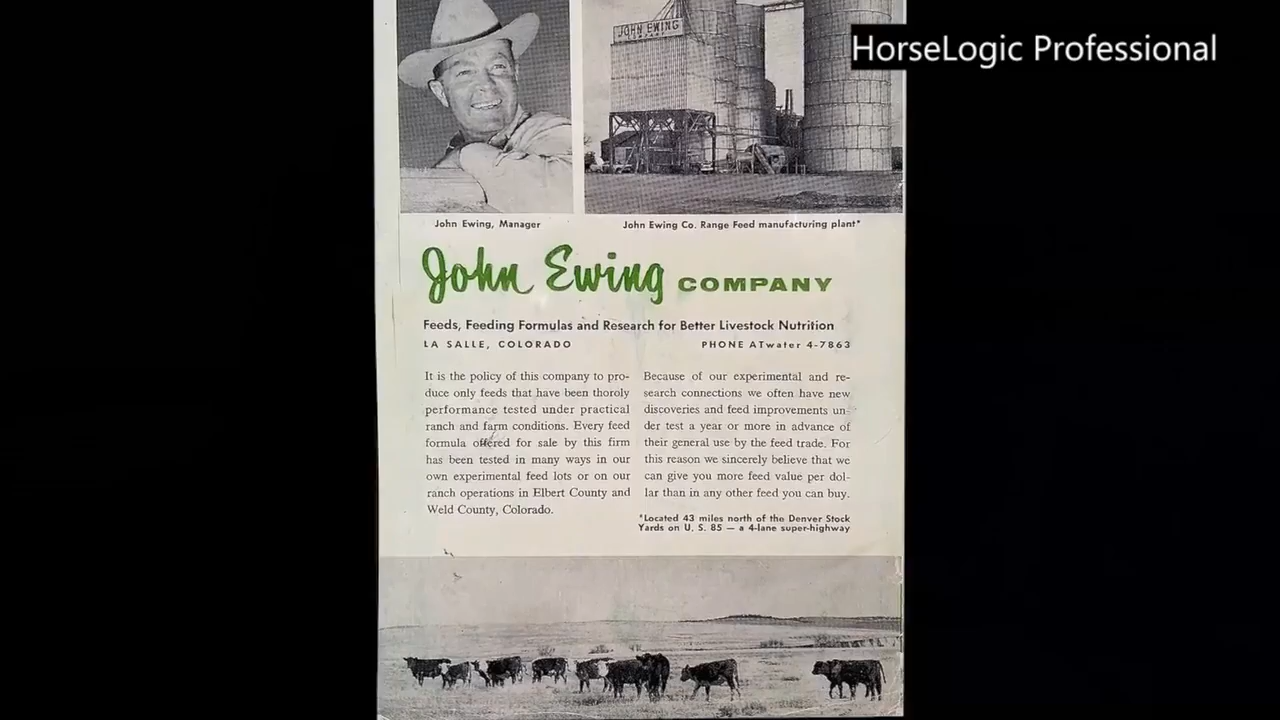 HorseLogic Professional
JOHN EWING
COMPANY
John Ewing, Manager
John Ewing Co. Range Feed manufacturing plant*
John Ewing COMPANY
Feeds, Feeding Formulas and Research for Better Livestock Nutrition
LA SALLE, COLORADO
PHONE ATwater 4-7863
It is the policy of this company to pro-
duce only feeds that have been thoroly
performance tested under practical
ranch and farm conditions. Every feed
formula offered for sale by this firm
has been tested in many ways in our
own experimental feed lots or on our
ranch operations in Elbert County and
Weld County, Colorado.
Because of our experimental and re-
search connections we often have new
discoveries and feed improvements un-
der test a year or more in advance of
their general use by the feed trade. For
this reason we sincerely believe that we
can give you more feed value per dol-
lar than in any other feed you can buy.
*Located 43 miles north of the Denver Stock
Yards on U. S. 85 — a 4-lane super-highway